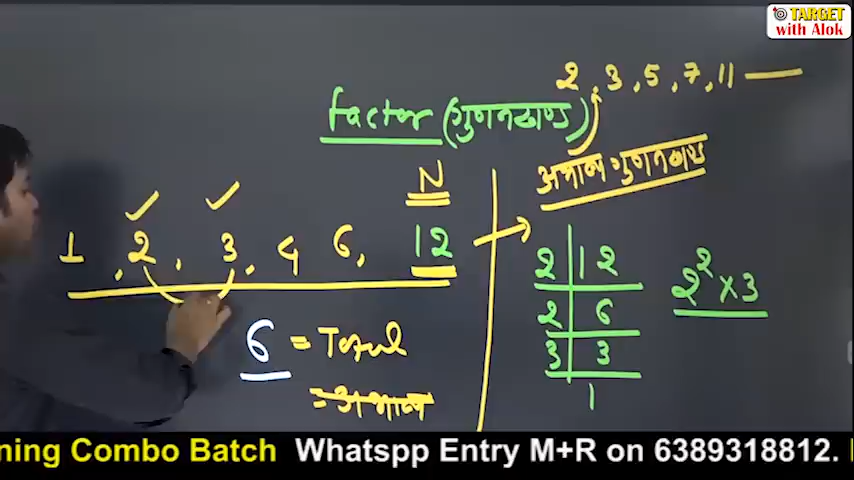 TARGET
with Alok
2, 3, 5, 7, 11 —
factor (गुणनखण्ड)
अभाज्य गुणनखण्ड
N
1, 2, 3, 4 6, 12
2 | 12
2 | 6
3 | 3
1
2² × 3
6 = Total
= अभाज्य
ning Combo Batch Whatspp Entry M+R on 6389318812.